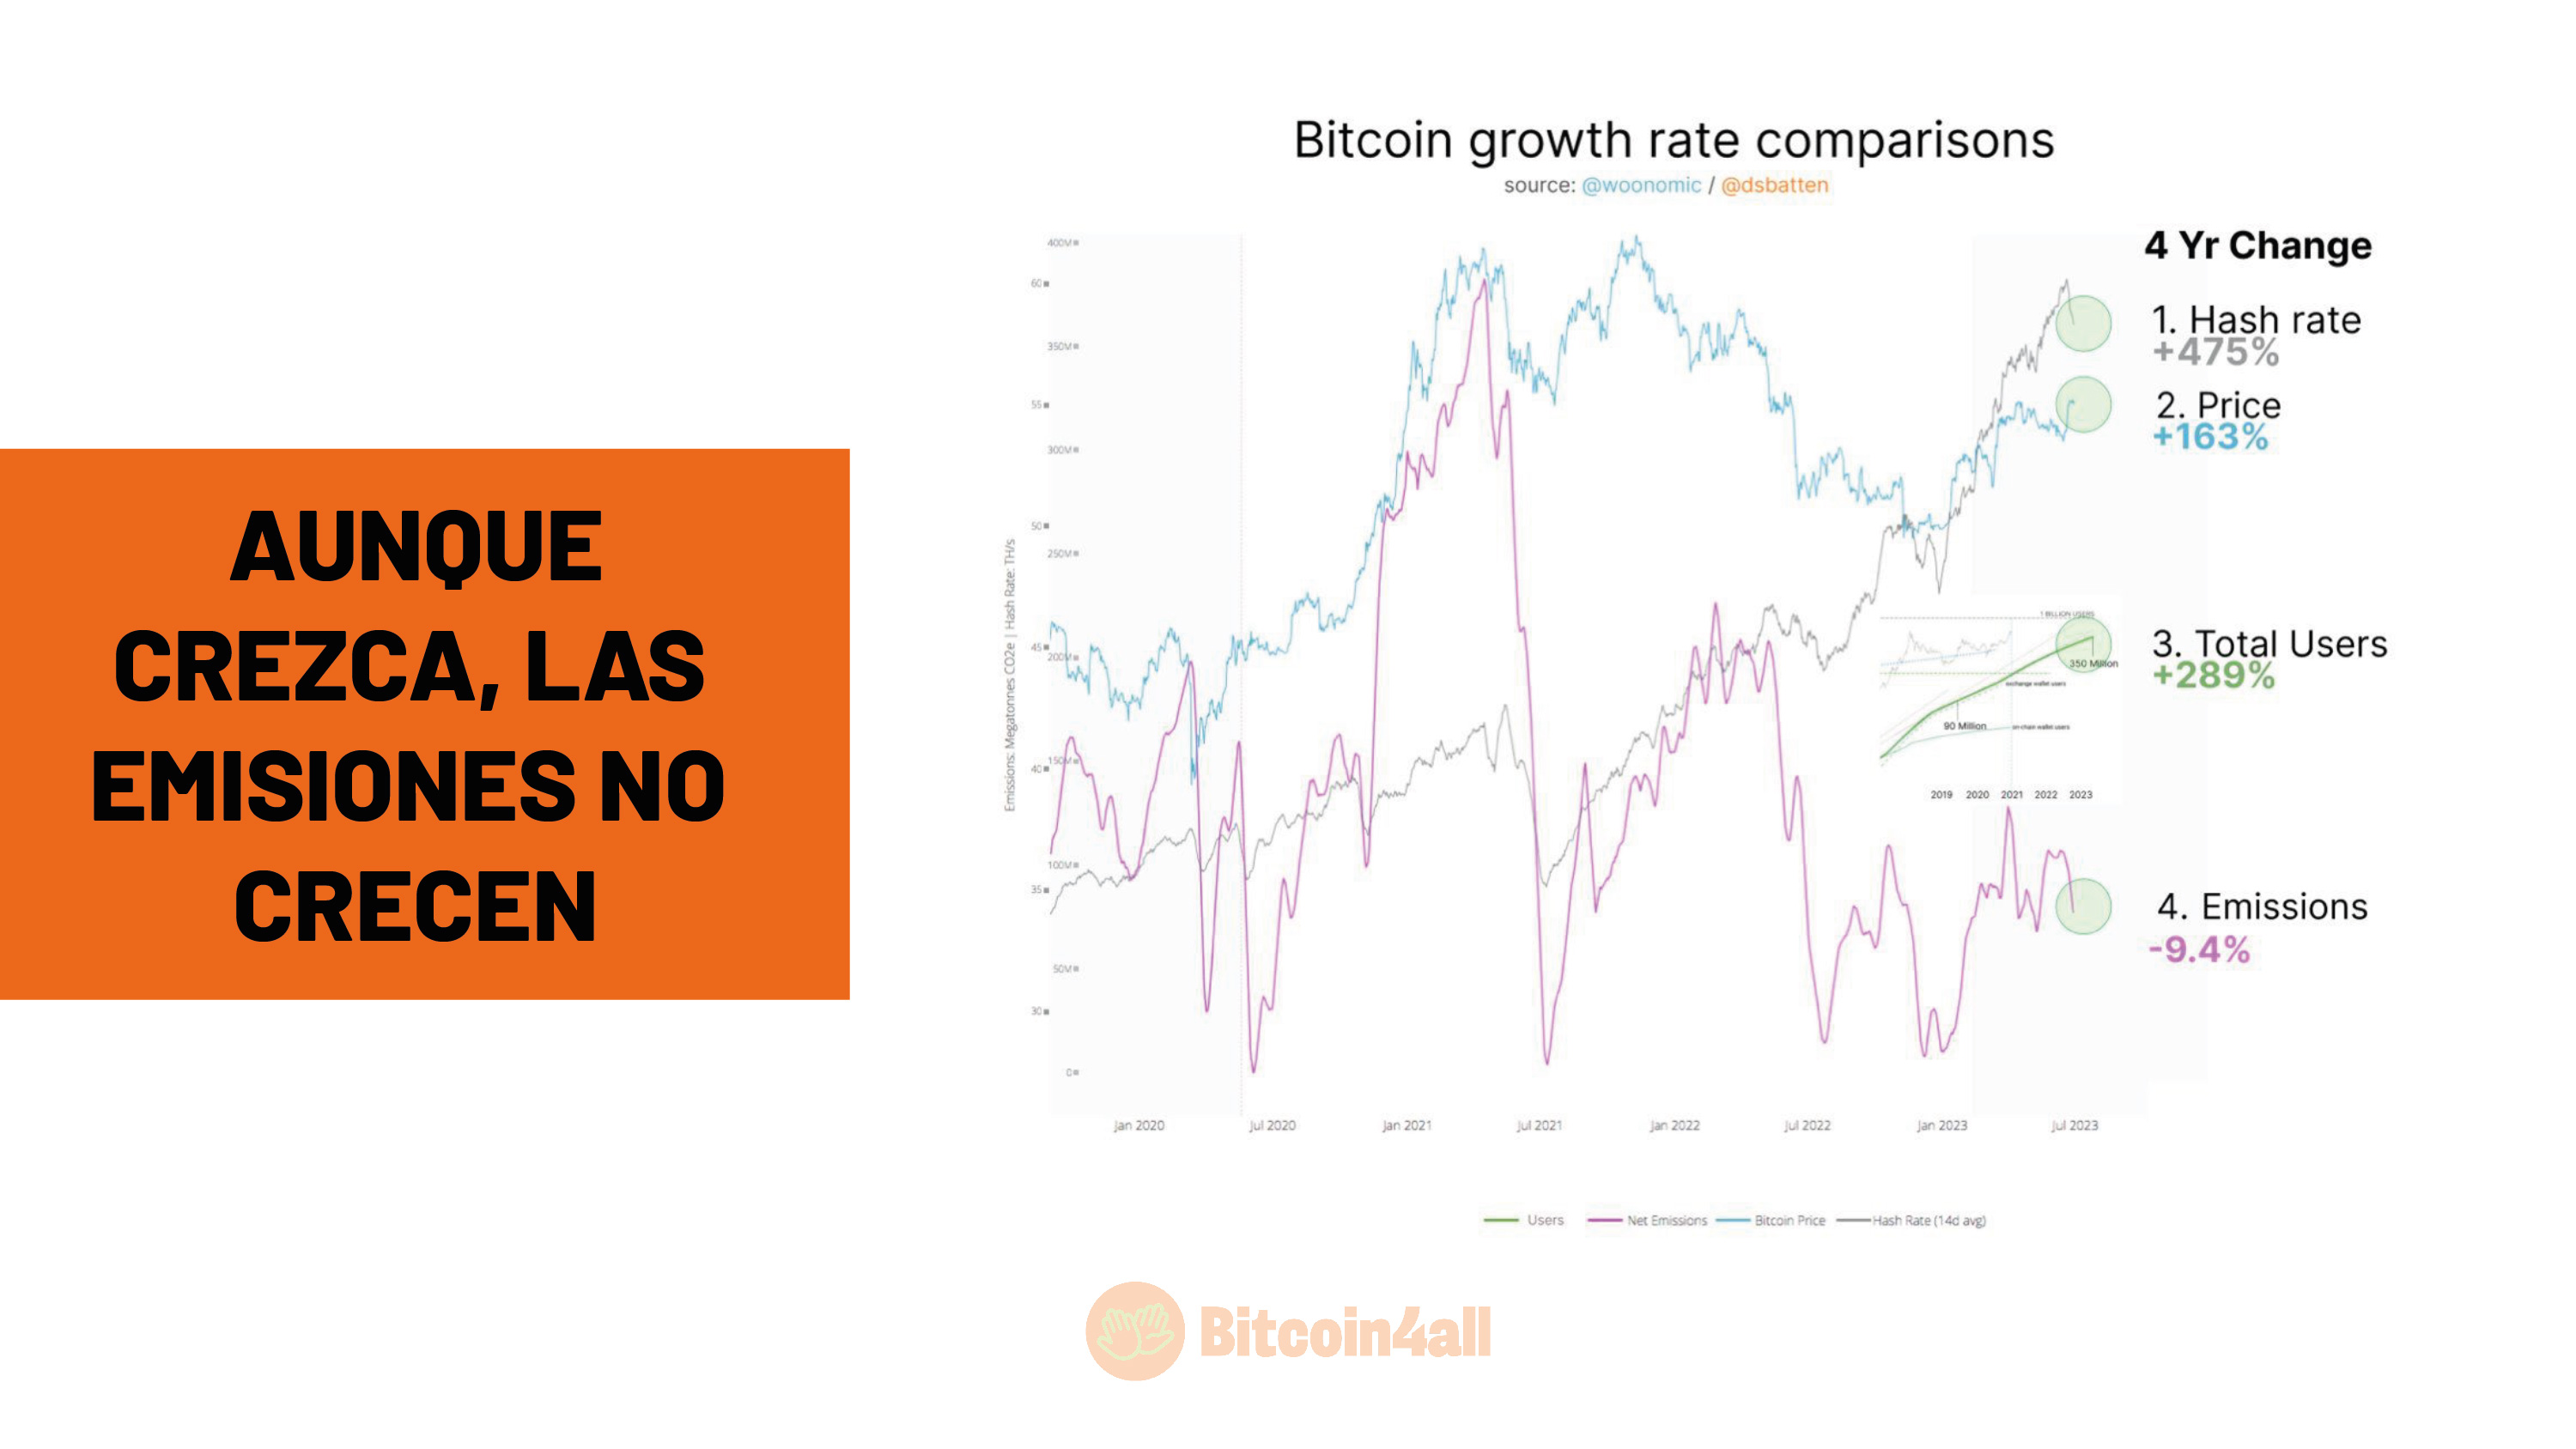 AUNQUE
CREZCA, LAS
EMISIONES NO
CRECEN
Bitcoin growth rate comparisons
source: @woonomic / @dsbatten
4 Yr Change
1. Hash rate
+475%
2. Price
+163%
3. Total Users
+289%
4. Emissions
-9.4%
Emissions: Megatonnes CO2e | Hash Rate: TH/s
400M
60
350M
55
300M
50
250M
45
200M
40
150M
100M
35
50M
30
0
1 BILLION USERS
350 Million
exchange wallet users
90 Million
on-chain wallet users
2019 2020 2021 2022 2023
Jan 2020 Jul 2020 Jan 2021 Jul 2021 Jan 2022 Jul 2022 Jan 2023 Jul 2023
Users Net Emissions Bitcoin Price Hash Rate (14d avg)
Bitcoin4all